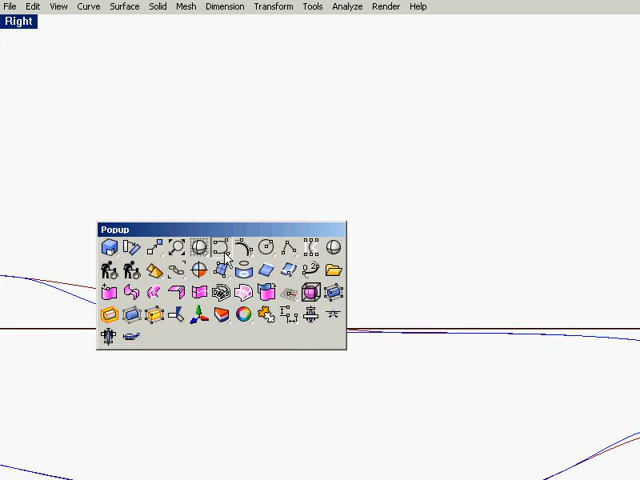 File Edit View Curve Surface Solid Mesh Dimension Transform Tools Analyze Render Help
Right
Popup